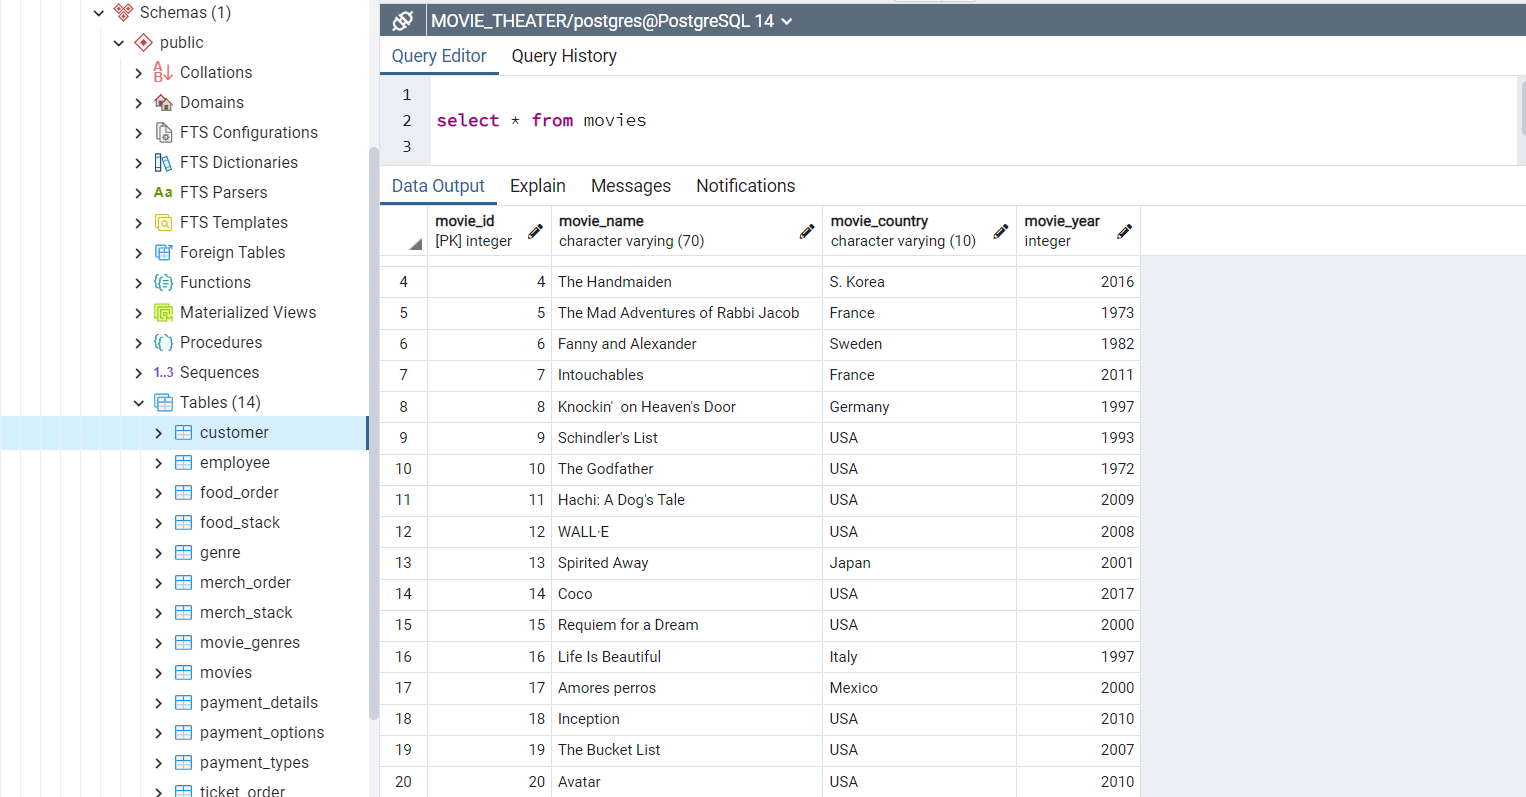 Schemas (1)
public
Collations
Domains
FTS Configurations
FTS Dictionaries
Aa FTS Parsers
FTS Templates
Foreign Tables
Functions
Materialized Views
Procedures
1..3 Sequences
Tables (14)
customer
employee
food_order
food_stack
genre
merch_order
merch_stack
movie_genres
movies
payment_details
payment_options
payment_types
ticket_order
MOVIE_THEATER/postgres@PostgreSQL 14
Query Editor Query History
1
2 select * from movies
3
Data Output Explain Messages Notifications
movie_id movie_name movie_country movie_year
[PK] integer character varying (70) character varying (10) integer
4 4 The Handmaiden S. Korea 2016
5 5 The Mad Adventures of Rabbi Jacob France 1973
6 6 Fanny and Alexander Sweden 1982
7 7 Intouchables France 2011
8 8 Knockin' on Heaven's Door Germany 1997
9 9 Schindler's List USA 1993
10 10 The Godfather USA 1972
11 11 Hachi: A Dog's Tale USA 2009
12 12 WALL·E USA 2008
13 13 Spirited Away Japan 2001
14 14 Coco USA 2017
15 15 Requiem for a Dream USA 2000
16 16 Life Is Beautiful Italy 1997
17 17 Amores perros Mexico 2000
18 18 Inception USA 2010
19 19 The Bucket List USA 2007
20 20 Avatar USA 2010